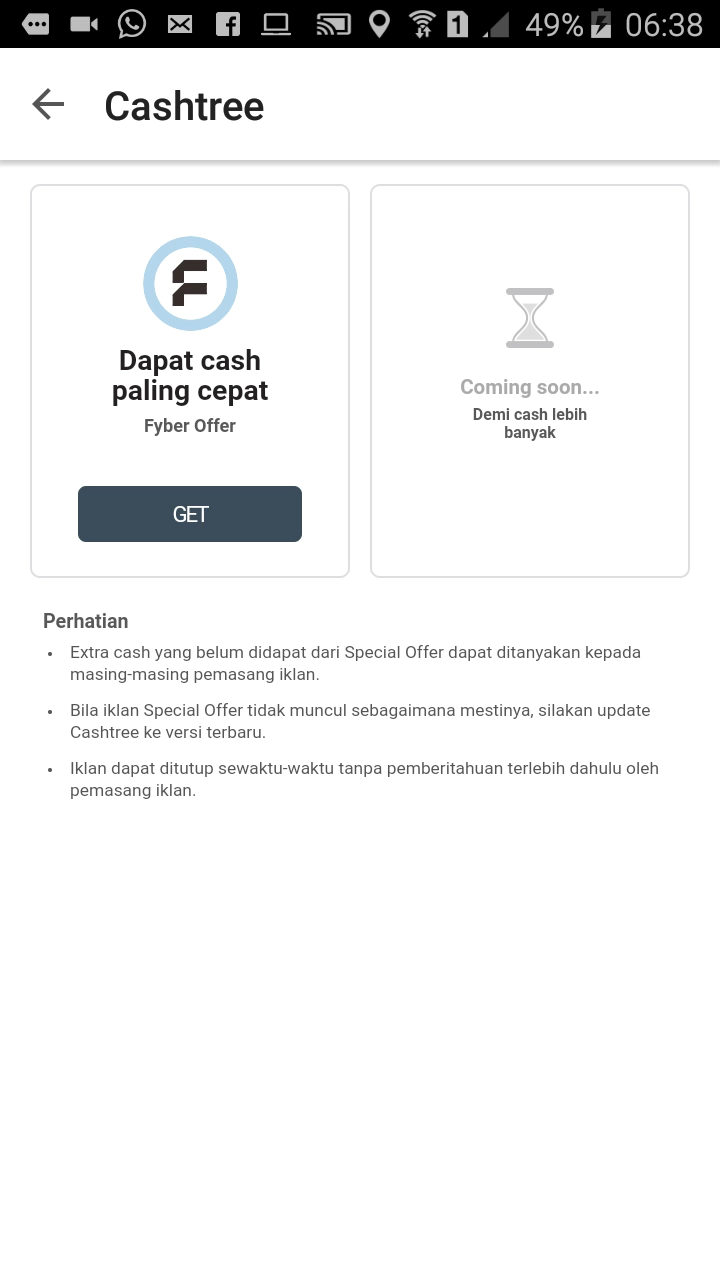 1 49% 06:38
Cashtree
Dapat cash
paling cepat
Fyber Offer
GET
Coming soon...
Demi cash lebih
banyak
Perhatian
• Extra cash yang belum didapat dari Special Offer dapat ditanyakan kepada
masing-masing pemasang iklan.
• Bila iklan Special Offer tidak muncul sebagaimana mestinya, silakan update
Cashtree ke versi terbaru.
• Iklan dapat ditutup sewaktu-waktu tanpa pemberitahuan terlebih dahulu oleh
pemasang iklan.